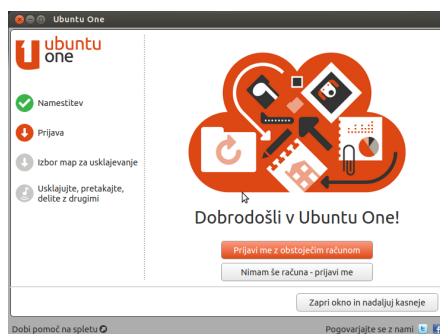 Ubuntu One
ubuntu
one
Namestitev
Prijava
Izbor map za usklajevanje
Usklajujte, pretakajte,
delite z drugimi
Dobrodošli v Ubuntu One!
Prijavi me z obstoječim računom
Nimam še računa - prijavi me
Zapri okno in nadaljuj kasneje
Dobi pomoč na spletu
Pogovarjajte se z nami